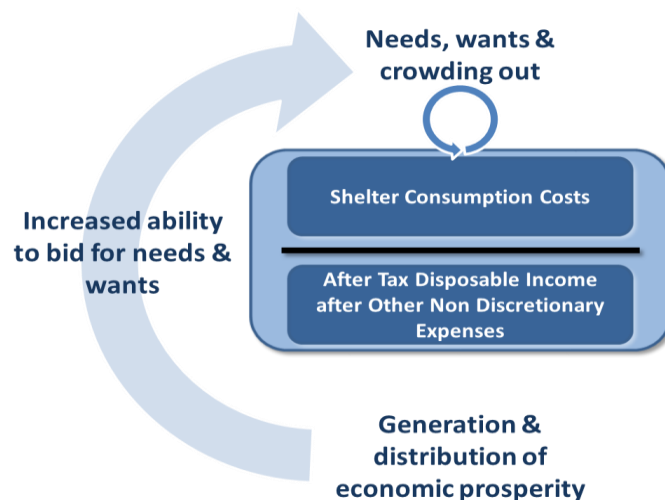 Needs, wants &
crowding out
Shelter Consumption Costs
Increased ability
to bid for needs &
wants
After Tax Disposable Income
after Other Non Discretionary
Expenses
Generation &
distribution of
economic prosperity